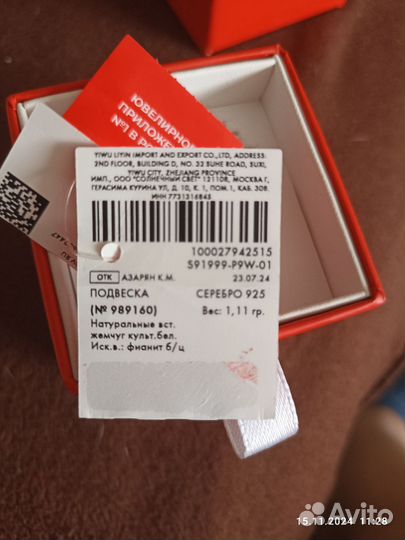 ЮВЕЛИРНО
ПРИЛОЖЕ
№1 В РО
YIWU LIYIN IMPORT AND EXPORT CO.,LTD, ADDRESS:
2ND FLOOR, BUILDING D, NO. 32 SUHE ROAD, SUXI,
YIWU CITY, ZHEJIANG PROVINCE
ИМП., ООО "СОЛНЕЧНЫЙ СВЕТ" 121108, МОСКВА Г,
ГЕРАСИМА КУРИНА УЛ, Д. 10, К. 1, ПОМ.1, КАБ. 308.
ИНН 7731316845
100027942515
S91999-P9W-01
ОТК АЗАРЯН К.М. 23.07.24
ПОДВЕСКА СЕРЕБРО 925
(№ 989160) Вес: 1,11 гр.
Натуральные вст.
жемчуг культ.бел.
Иск.в.: фианит б/ц
Avito
15.11.2024 11:28